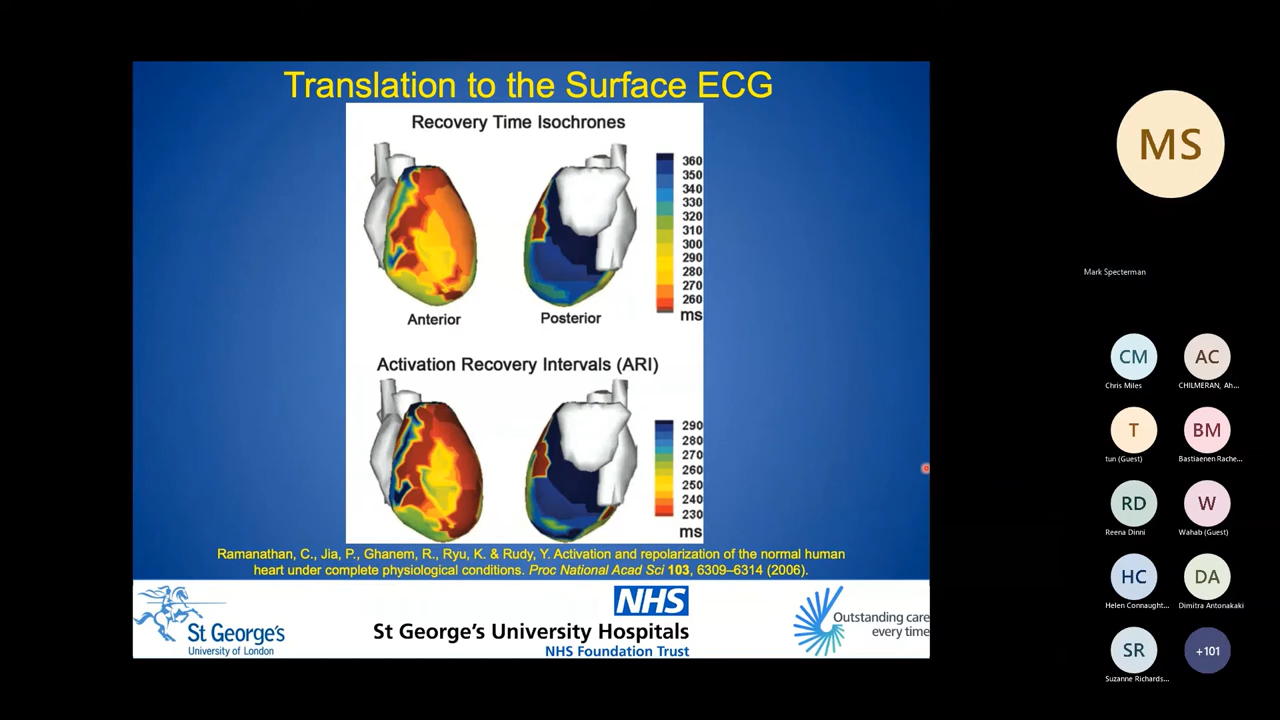 Translation to the Surface ECG
Recovery Time Isochrones
360
350
340
330
320
310
300
290
280
270
260
ms
Anterior
Posterior
Activation Recovery Intervals (ARI)
290
280
270
260
250
240
230
ms
Ramanathan, C., Jia, P., Ghanem, R., Ryu, K. & Rudy, Y. Activation and repolarization of the normal human
heart under complete physiological conditions. Proc National Acad Sci 103, 6309–6314 (2006).
St George's
University of London
NHS
St George's University Hospitals
NHS Foundation Trust
Outstanding care
every time
MS
Mark Specterman
CM
Chris Miles
AC
CHILMERAN, Ah...
T
tun (Guest)
BM
Bastiaenen Rache...
RD
Reena Dinni
W
Wahab (Guest)
HC
Helen Connaught...
DA
Dimitra Antonakaki
SR
Suzanne Richards...
+101